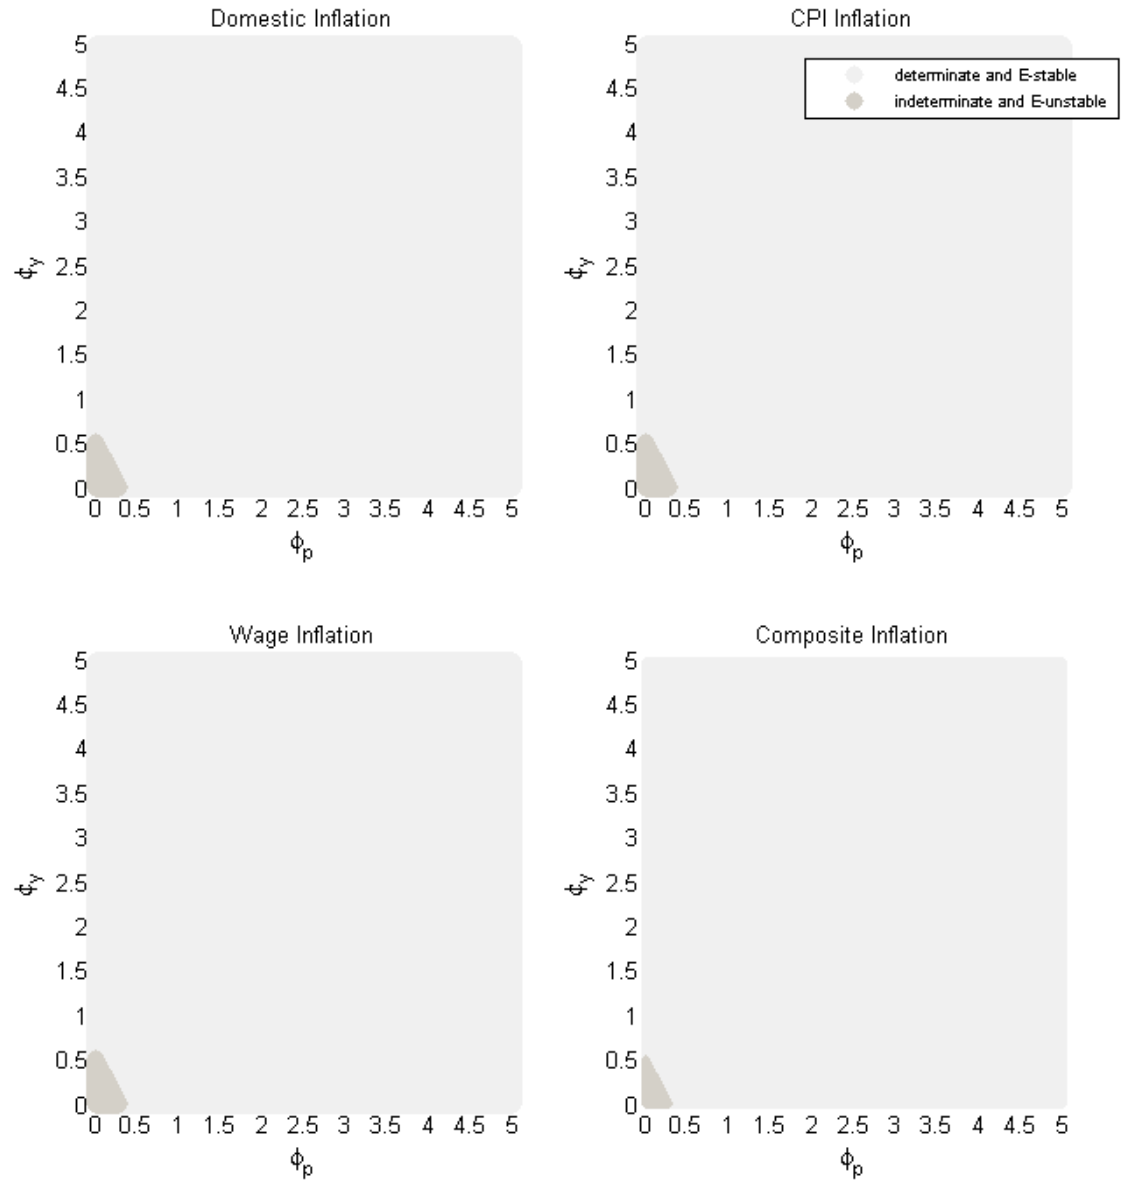 Domestic Inflation
5
4.5
4
3.5
3
2.5
2
1.5
1
0.5
0
ϕy
0 0.5 1 1.5 2 2.5 3 3.5 4 4.5 5
ϕp
CPI Inflation
determinate and E-stable
indeterminate and E-unstable
5
4.5
4
3.5
3
2.5
2
1.5
1
0.5
0
ϕy
0 0.5 1 1.5 2 2.5 3 3.5 4 4.5 5
ϕp
Wage Inflation
5
4.5
4
3.5
3
2.5
2
1.5
1
0.5
0
ϕy
0 0.5 1 1.5 2 2.5 3 3.5 4 4.5 5
ϕp
Composite Inflation
5
4.5
4
3.5
3
2.5
2
1.5
1
0.5
0
ϕy
0 0.5 1 1.5 2 2.5 3 3.5 4 4.5 5
ϕp